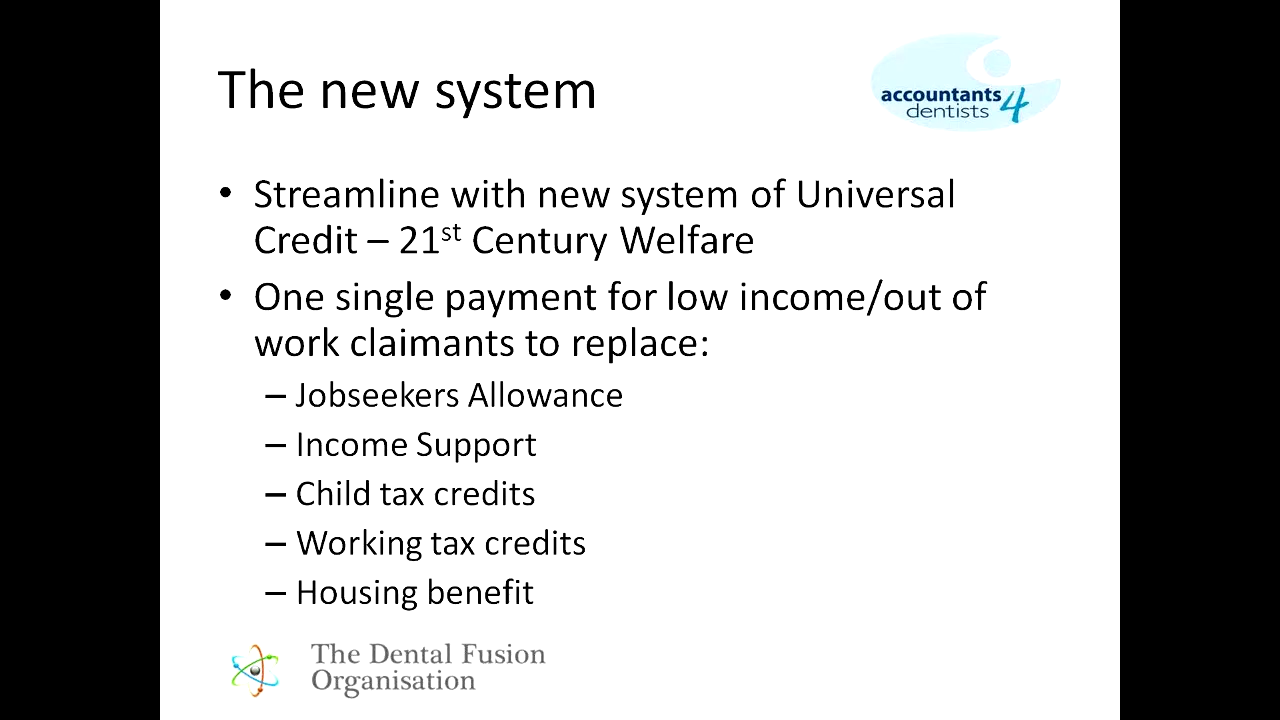 The new system
accountants 4
dentists
• Streamline with new system of Universal
Credit – 21st Century Welfare
• One single payment for low income/out of
work claimants to replace:
– Jobseekers Allowance
– Income Support
– Child tax credits
– Working tax credits
– Housing benefit
The Dental Fusion
Organisation